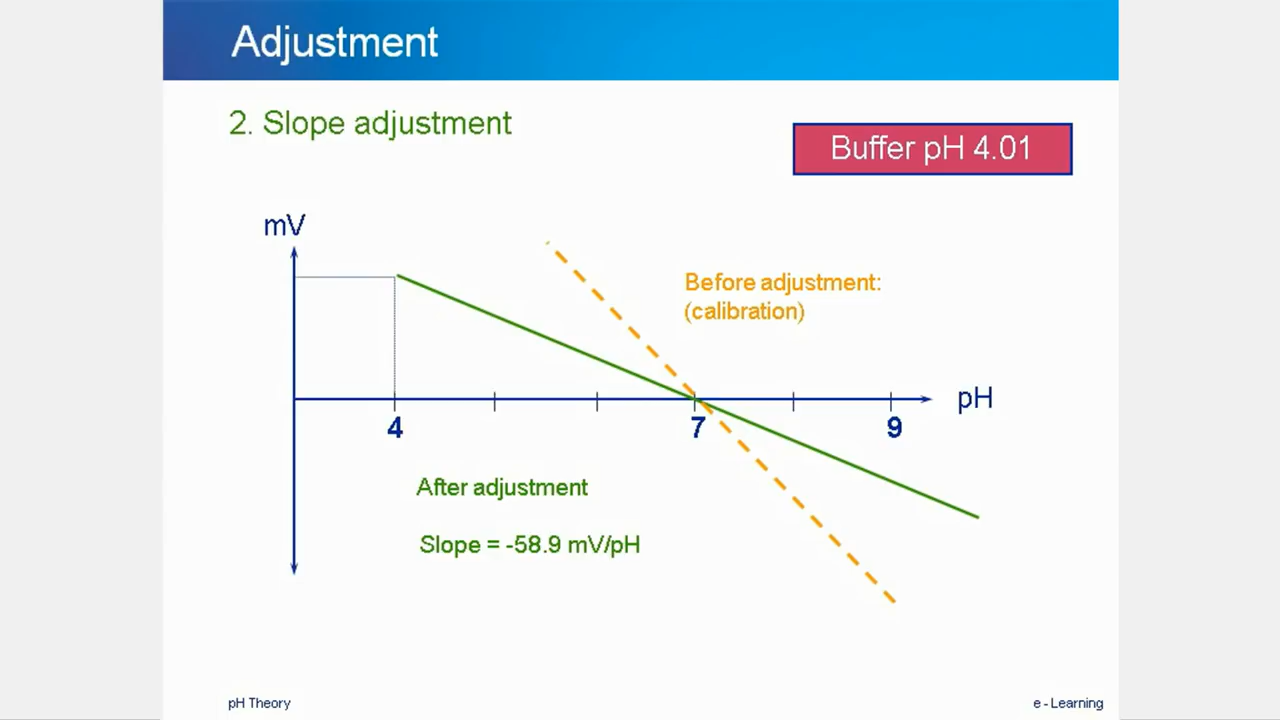 Adjustment
2. Slope adjustment
Buffer pH 4.01
mV
Before adjustment:
(calibration)
pH
4
7
9
After adjustment
Slope = -58.9 mV/pH
pH Theory
e - Learning